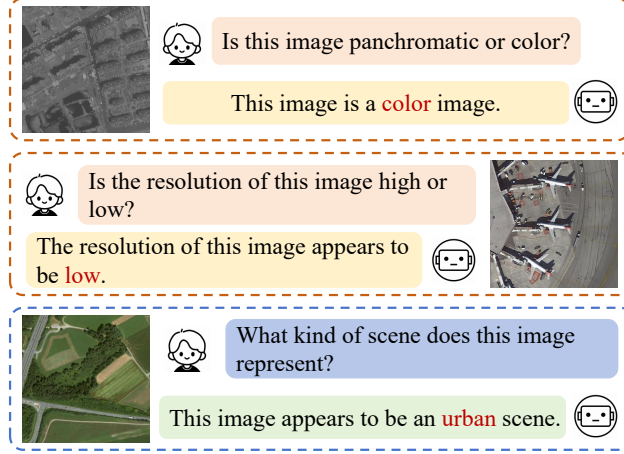 Is this image panchromatic or color?
This image is a color image.
Is the resolution of this image high or
low?
The resolution of this image appears to
be low.
What kind of scene does this image
represent?
This image appears to be an urban scene.